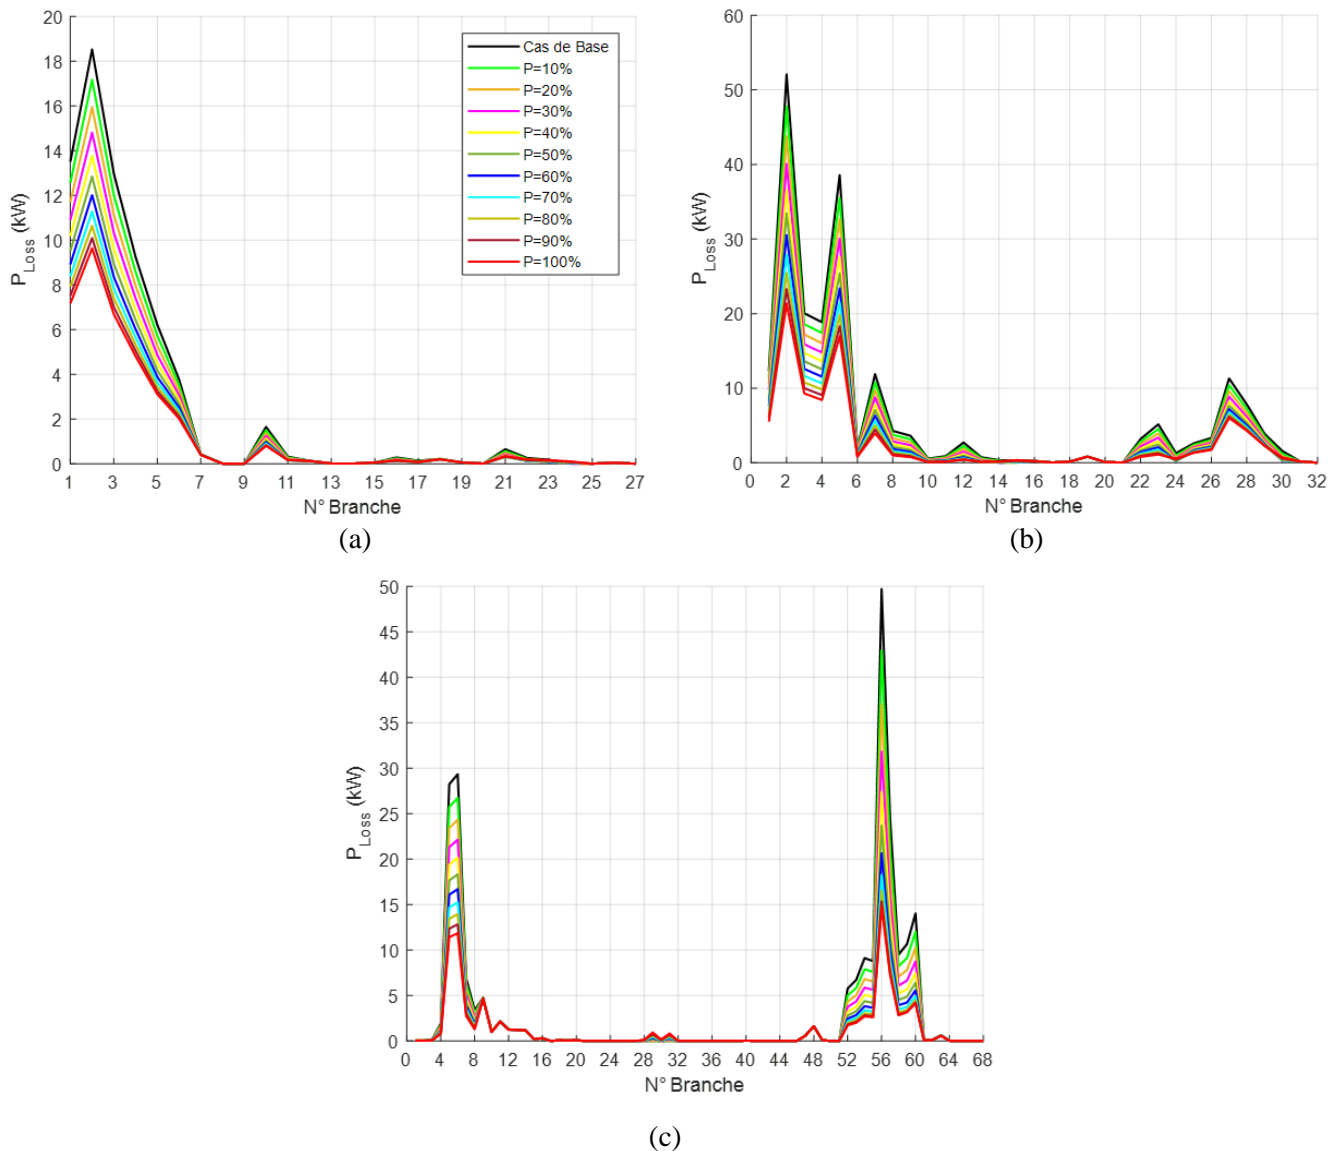 20
18
16
14
12
10
8
6
4
2
0
P_Loss (kW)
Cas de Base
P=10%
P=20%
P=30%
P=40%
P=50%
P=60%
P=70%
P=80%
P=90%
P=100%
1 3 5 7 9 11 13 15 17 19 21 23 25 27
N° Branche
(a)
60
50
40
30
20
10
0
P_Loss (kW)
0 2 4 6 8 10 12 14 16 18 20 22 24 26 28 30 32
N° Branche
(b)
50
45
40
35
30
25
20
15
10
5
0
P_Loss (kW)
0 4 8 12 16 20 24 28 32 36 40 44 48 52 56 60 64 68
N° Branche
(c)